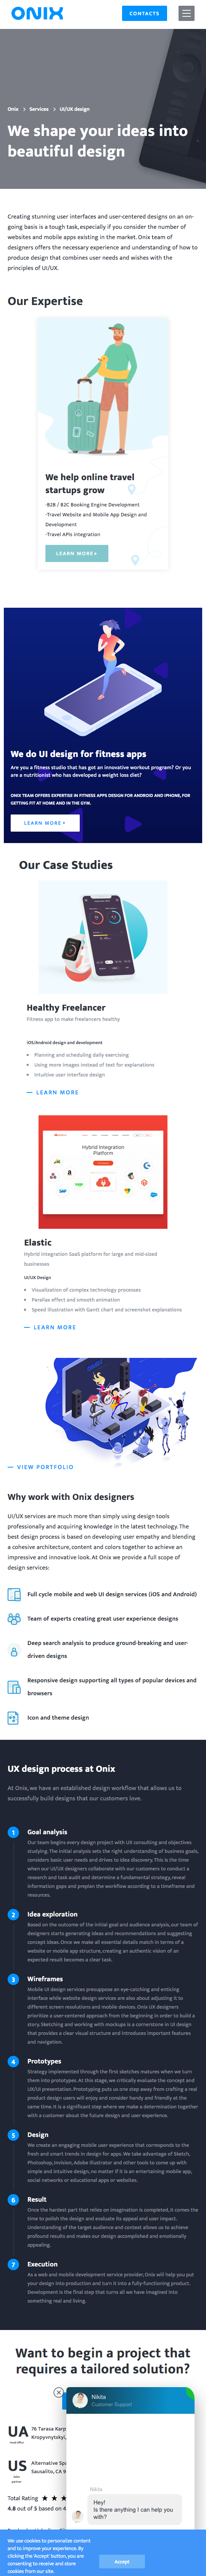 ONIX
CONTACTS
Onix > Services > UI/UX design
We shape your ideas into
beautiful design
Creating stunning user interfaces and user-centered designs on an on-
going basis is a tough task, especially if you consider the number of
websites and mobile apps existing in the market. Onix team of
designers offers the necessary experience and understanding of how to
produce design that combines user needs and wishes with the
principles of UI/UX.
Our Expertise
We help online travel
startups grow
-B2B / B2C Booking Engine Development
-Travel Website and Mobile App Design and
Development
-Travel APIs integration
LEARN MORE>
We do UI design for fitness apps
Are you a fitness studio that has got an innovative workout program? Or you
are a nutritionist who has developed a weight loss diet?
ONIX TEAM OFFERS EXPERTISE IN FITNESS APPS DESIGN FOR ANDROID AND IPHONE, FOR
GETTING FIT AT HOME AND IN THE GYM.
LEARN MORE >
Our Case Studies
Healthy Freelancer
Fitness app to make freelancers healthy
iOS/Android design and development
Planning and scheduling daily exercising
Using more images instead of text for explanations
Intuitive user interface design
LEARN MORE
Hybrid Integration
Platform
Elastic
Hybrid integration SaaS platform for large and mid-sized
businesses
UI/UX Design
Visualisation of complex technology processes
Parallax effect and smooth animation
Speed illustration with Gantt chart and screenshot explanations
LEARN MORE
VIEW PORTFOLIO
Why work with Onix designers
UI/UX services are much more than simply using design tools
professionally and acquiring knowledge in the latest technology. The
best design process is based on developing user empathy and blending
a cohesive architecture, content and colors together to achieve an
impressive and innovative look. At Onix we provide a full scope of
design services:
Full cycle mobile and web UI design services (iOS and Android)
Team of experts creating great user experience designs
Deep search analysis to produce ground-breaking and user-
driven designs
Responsive design supporting all types of popular devices and
browsers
Icon and theme design
UX design process at Onix
At Onix, we have an established design workflow that allows us to
successfully build designs that our customers love.
1 Goal analysis
Our team begins every design project with UX consulting and objectives
studying. The initial analysis sets the right understanding of business goals,
considers basic user needs and drives to idea discovery. This is the time
when our UI/UX designers collaborate with our customers to conduct a
research and task audit and determine a fundamental strategy, reveal
information gaps and preplan the workflow according to a timeframe and
resources.
2 Idea exploration
Based on the outcome of the initial goal and audience analysis, our team of
designers starts generating ideas and recommendations and suggesting
concept ideas. Once we make all essential details match in terms of a
website or mobile app structure, creating an authentic vision of an
expected result becomes a clear task.
3 Wireframes
Mobile UI design services presuppose an eye-catching and enticing
interface while website design services are also about adjusting it to
different screen resolutions and mobile devices. Onix UX designers
prioritize a user-centered approach from the beginning in order to build a
story. Sketching and working with mockups is a cornerstone in UI design
that provides a clear visual structure and introduces important features
and navigation.
4 Prototypes
Strategy implemented through the first sketches matures when we turn
them into prototypes. At this stage, we critically evaluate the concept and
UX/UI presentation. Prototyping puts us one step away from crafting a real
product design users will enjoy and consider handy and friendly at the
same time. It is a significant step where we make a determination together
with a customer about the future design and user experience.
5 Design
We create an engaging mobile user experience that corresponds to the
fresh and smart trends in design for apps. We take advantage of Sketch,
Photoshop, Invision, Adobe Illustrator and other tools to come up with
simple and intuitive design, no matter if it is an entertaining mobile app,
social networks or educational apps or websites.
6 Result
Once the hardest part that relies on imagination is completed, it comes the
time to polish the design and evaluate its appeal and user impact.
Understanding of the target audience and context allows us to achieve
profound results and makes our design accomplished and emotionally
appealing.
7 Execution
As a web and mobile development service provider, Onix will help you put
your design into production and turn it into a fully-functioning product.
Development is the final step that turns all we have imagined into
something real and living.
Want to begin a project that
requires a tailored solution?
Nikita
Customer Support
UA
head office
76 Tarasa Karp
Kropyvnytskyi,
US
sales
partner
Alternative Spa
Sausalito, CA 9
Total Rating
4.8 out of 5 based on 4
Nikita
Hey!
Is there anything I can help you
with?
We use cookies to personalize content
and to improve your experience. By
clicking the 'Accept' button, you are
consenting to receive and store
cookies from our site.
Accept